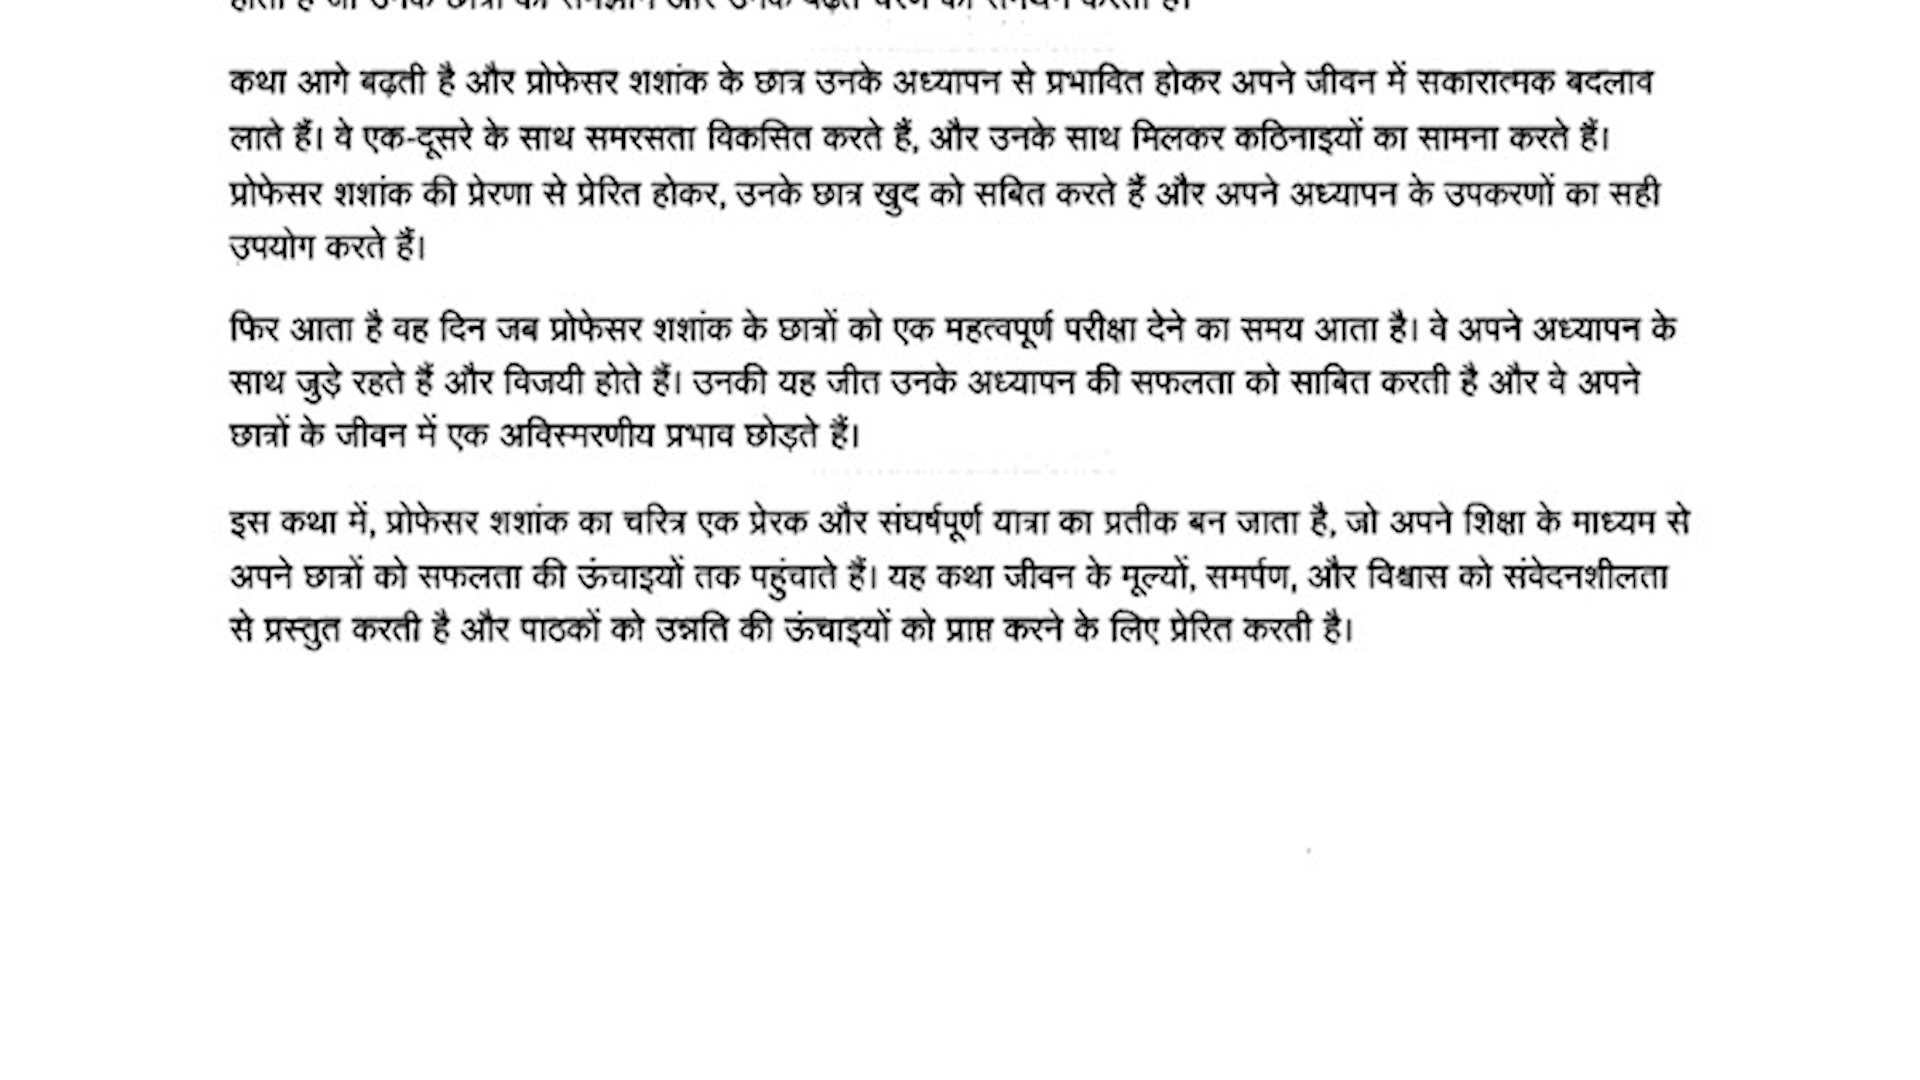 कथा आगे बढ़ती है और प्रोफेसर शशांक के छात्र उनके अध्यापन से प्रभावित होकर अपने जीवन में सकारात्मक बदलाव
लाते हैं। वे एक-दूसरे के साथ समरसता विकसित करते हैं, और उनके साथ मिलकर कठिनाइयों का सामना करते हैं।
प्रोफेसर शशांक की प्रेरणा से प्रेरित होकर, उनके छात्र खुद को सबित करते हैं और अपने अध्यापन के उपकरणों का सही
उपयोग करते हैं।
फिर आता है वह दिन जब प्रोफेसर शशांक के छात्रों को एक महत्वपूर्ण परीक्षा देने का समय आता है। वे अपने अध्यापन के
साथ जुड़े रहते हैं और विजयी होते हैं। उनकी यह जीत उनके अध्यापन की सफलता को साबित करती है और वे अपने
छात्रों के जीवन में एक अविस्मरणीय प्रभाव छोड़ते हैं।
इस कथा में, प्रोफेसर शशांक का चरित्र एक प्रेरक और संघर्षपूर्ण यात्रा का प्रतीक बन जाता है, जो अपने शिक्षा के माध्यम से
अपने छात्रों को सफलता की ऊंचाइयों तक पहुंचाते हैं। यह कथा जीवन के मूल्यों, समर्पण, और विश्वास को संवेदनशीलता
से प्रस्तुत करती है और पाठकों को उन्नति की ऊंचाइयों को प्राप्त करने के लिए प्रेरित करती है।